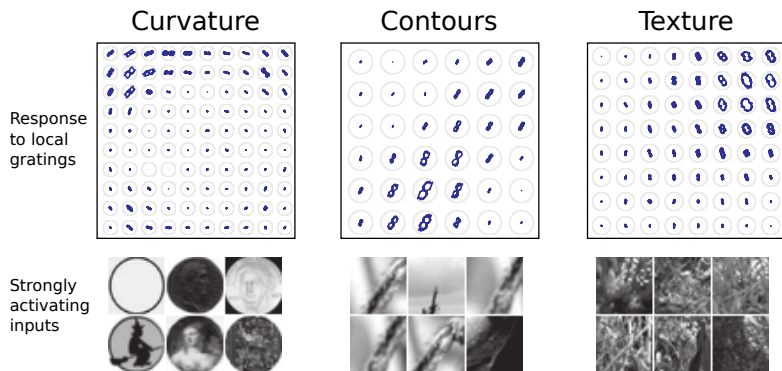 Curvature
Contours
Texture
Response
to local
gratings
Strongly
activating
inputs